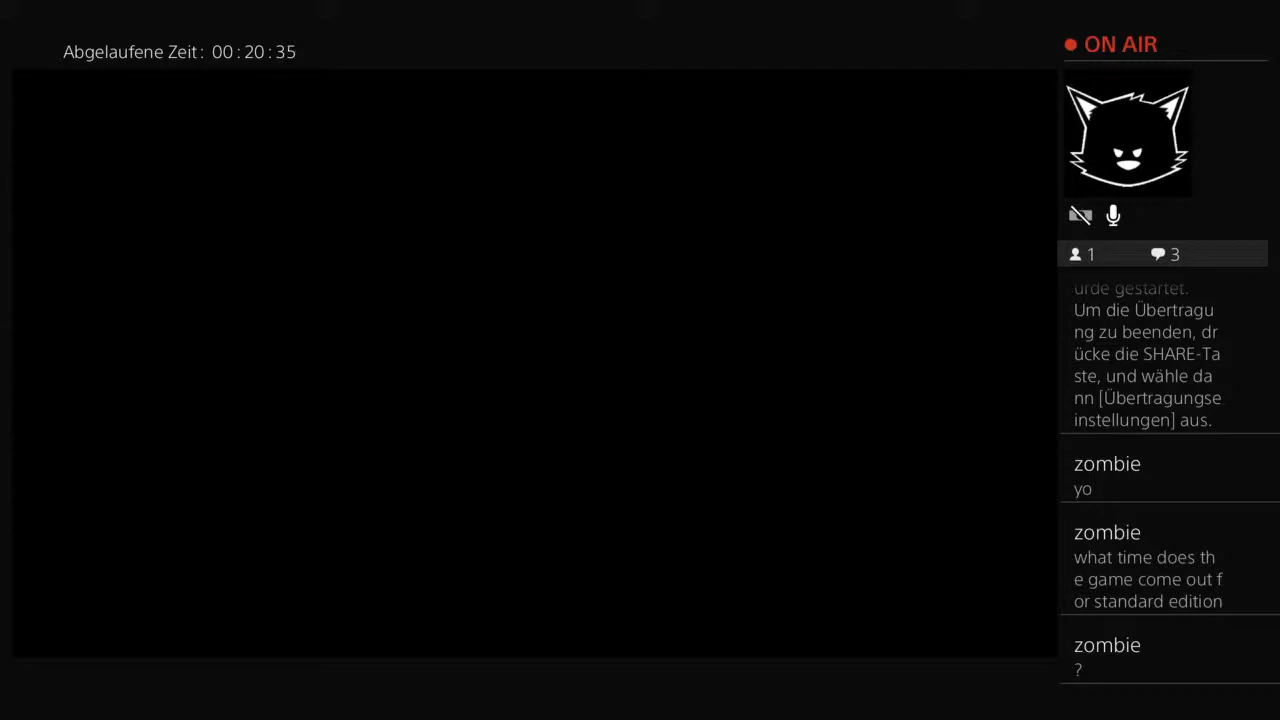 Abgelaufene Zeit: 00:20:35
ON AIR
1 3
urde gestartet.
Um die Übertragu
ng zu beenden, dr
ücke die SHARE-Ta
ste, und wähle da
nn [Übertragungse
instellungen] aus.
zombie
yo
zombie
what time does th
e game come out f
or standard edition
zombie
?